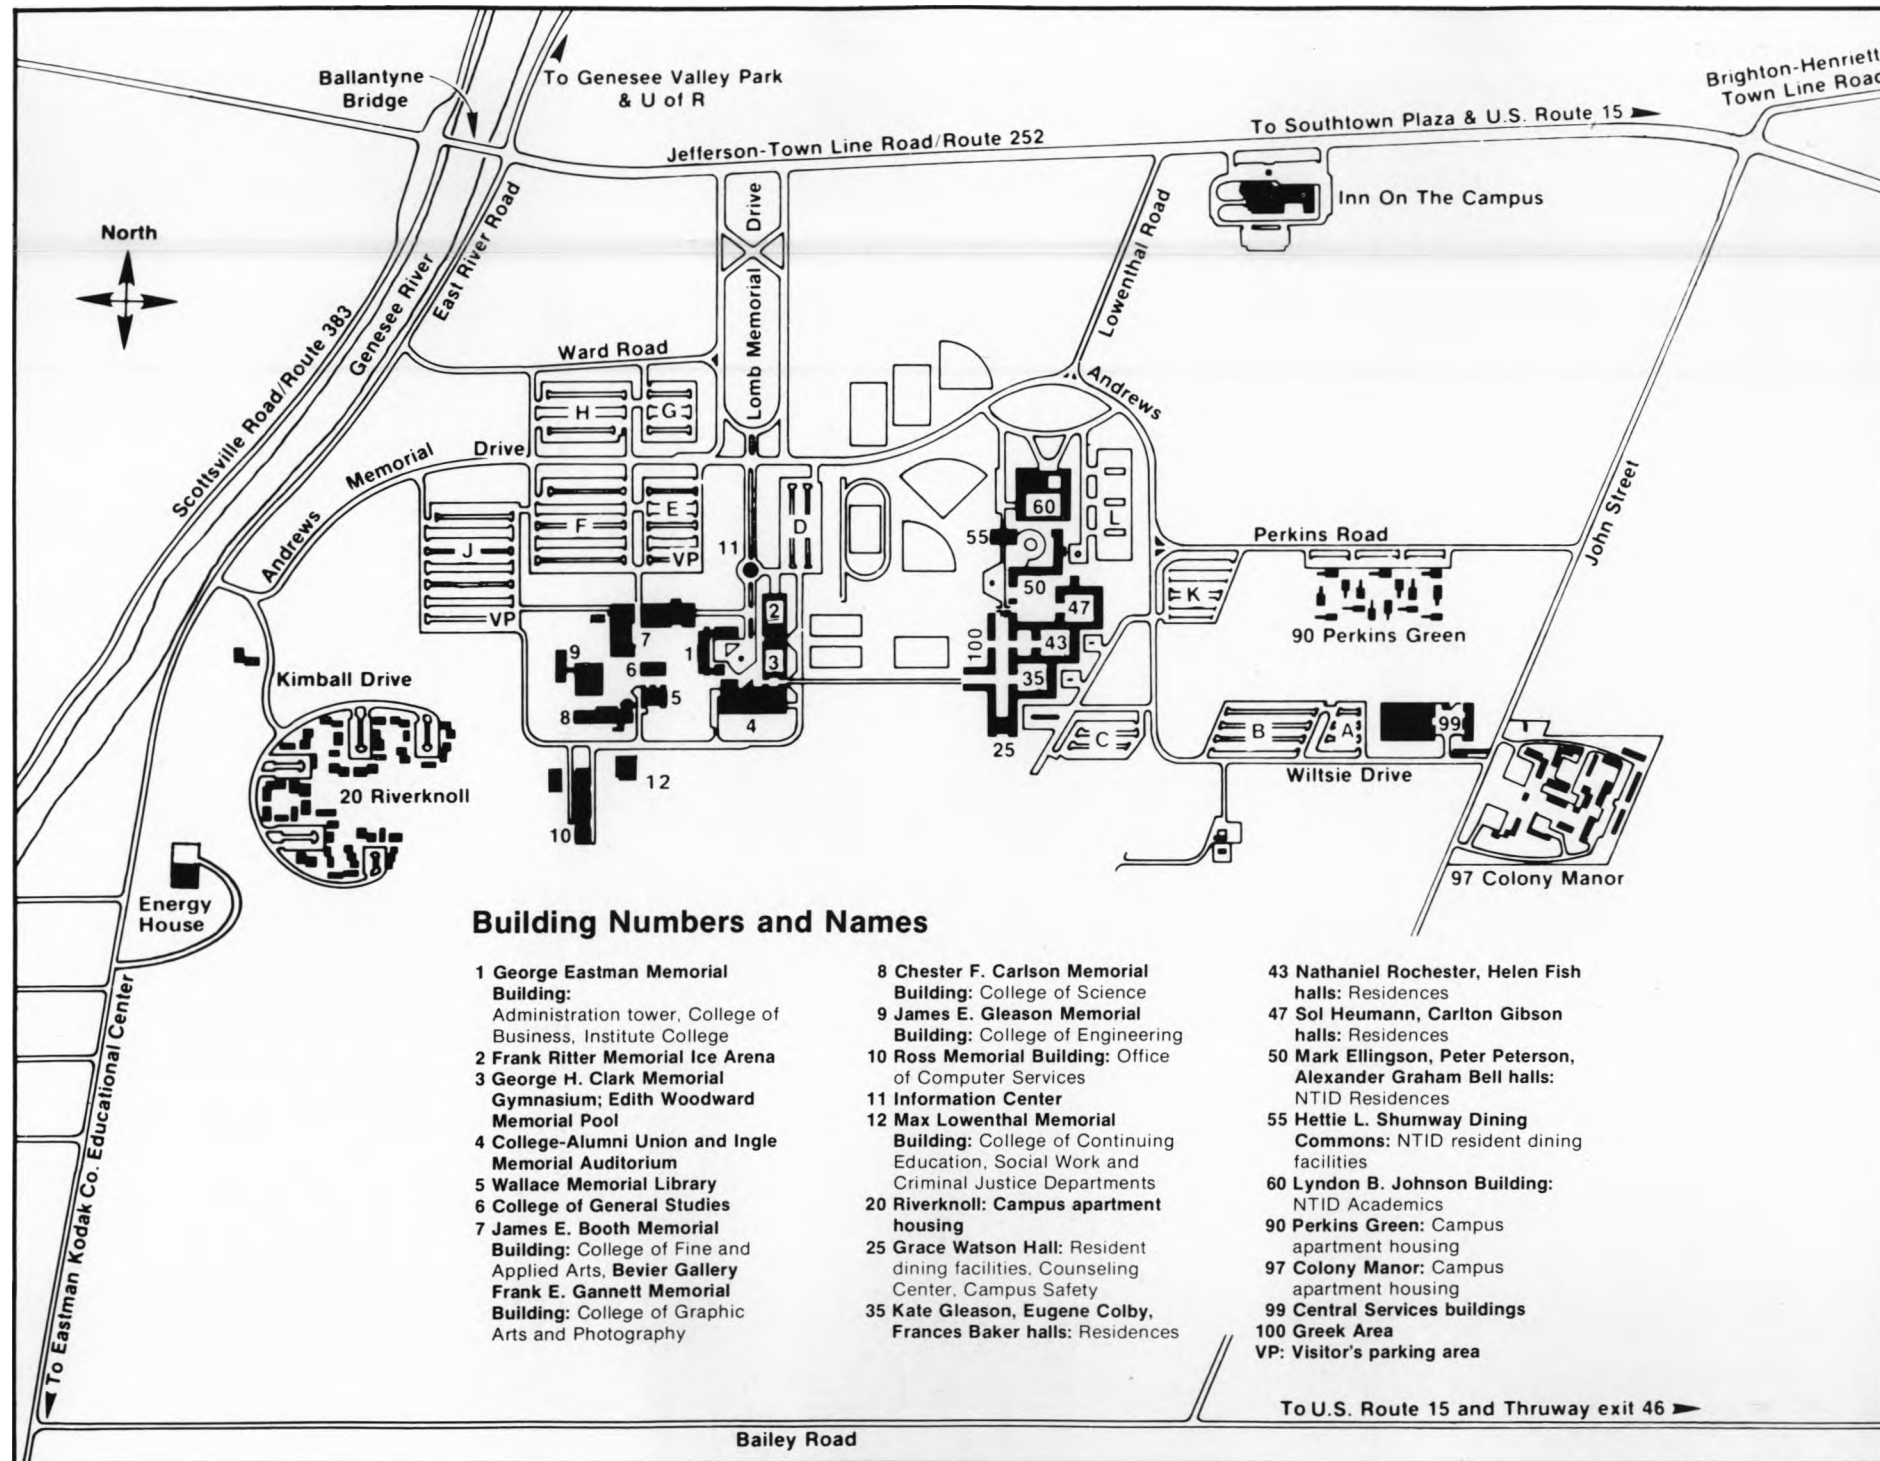 Ballantyne
Bridge
To Genesee Valley Park
& U of R
Jefferson-Town Line Road/Route 252
To Southtown Plaza & U.S. Route 15
Brighton-Henriett
Town Line Road
North
Scottsville Road/Route 383
Genesee River
East River Road
Lomb Memorial Drive
Lowenthal Road
Inn On The Campus
Ward Road
Andrews
H
G
Andrews Memorial Drive
John Street
J
F
E
VP
D
11
60
L
55
50
Perkins Road
K
90 Perkins Green
VP
7
2
47
9
6
1
3
100
43
35
5
8
4
25
C
B
A
99
Wiltsie Drive
Kimball Drive
20 Riverknoll
12
10
97 Colony Manor
Energy
House
To Eastman Kodak Co. Educational Center
Building Numbers and Names
1 George Eastman Memorial
Building:
Administration tower, College of
Business, Institute College
2 Frank Ritter Memorial Ice Arena
3 George H. Clark Memorial
Gymnasium; Edith Woodward
Memorial Pool
4 College-Alumni Union and Ingle
Memorial Auditorium
5 Wallace Memorial Library
6 College of General Studies
7 James E. Booth Memorial
Building: College of Fine and
Applied Arts, Bevier Gallery
Frank E. Gannett Memorial
Building: College of Graphic
Arts and Photography
8 Chester F. Carlson Memorial
Building: College of Science
9 James E. Gleason Memorial
Building: College of Engineering
10 Ross Memorial Building: Office
of Computer Services
11 Information Center
12 Max Lowenthal Memorial
Building: College of Continuing
Education, Social Work and
Criminal Justice Departments
20 Riverknoll: Campus apartment
housing
25 Grace Watson Hall: Resident
dining facilities, Counseling
Center, Campus Safety
35 Kate Gleason, Eugene Colby,
Frances Baker halls: Residences
43 Nathaniel Rochester, Helen Fish
halls: Residences
47 Sol Heumann, Carlton Gibson
halls: Residences
50 Mark Ellingson, Peter Peterson,
Alexander Graham Bell halls:
NTID Residences
55 Hettie L. Shumway Dining
Commons: NTID resident dining
facilities
60 Lyndon B. Johnson Building:
NTID Academics
90 Perkins Green: Campus
apartment housing
97 Colony Manor: Campus
apartment housing
99 Central Services buildings
100 Greek Area
VP: Visitor's parking area
To U.S. Route 15 and Thruway exit 46
Bailey Road